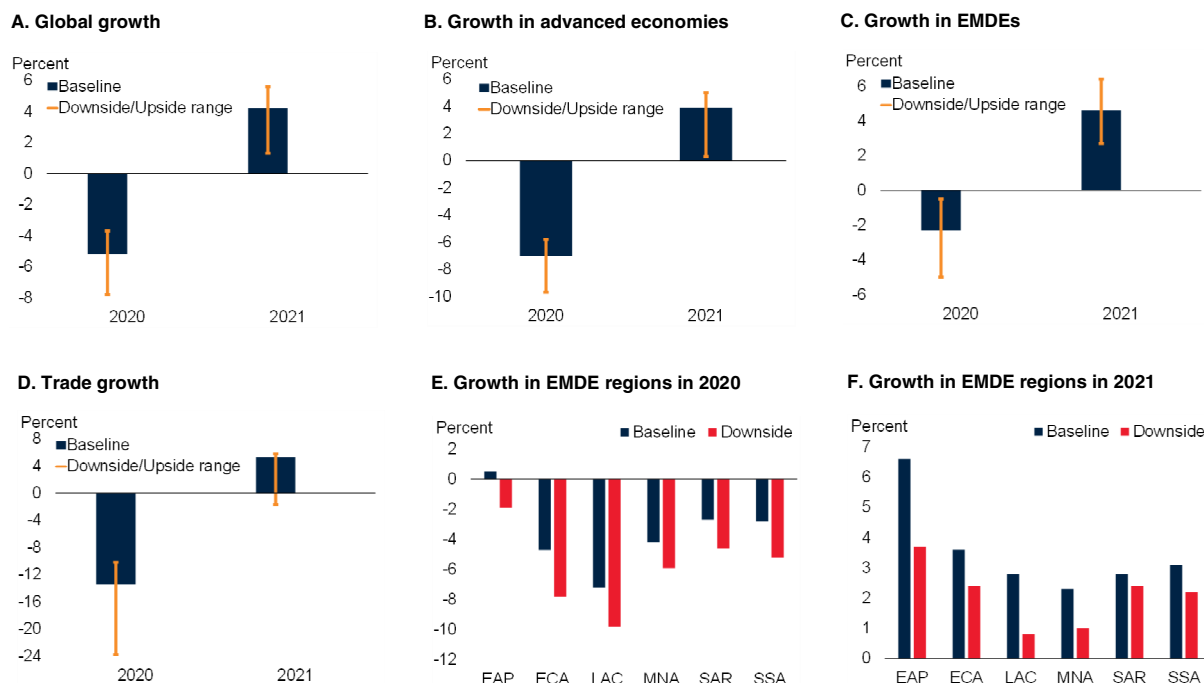 A. Global growth
Percent
6
Baseline
Downside/Upside range
4
2
0
-2
-4
-6
-8
2020 2021
B. Growth in advanced economies
Percent
6
Baseline
4
Downside/Upside range
2
0
-2
-4
-6
-8
-10
2020 2021
C. Growth in EMDEs
Percent
6
Baseline
Downside/Upside range
4
2
0
-2
-4
-6
2020 2021
D. Trade growth
Percent
8
Baseline
4
Downside/Upside range
0
-4
-8
-12
-16
-20
-24
2020 2021
E. Growth in EMDE regions in 2020
Percent
Baseline Downside
2
0
-2
-4
-6
-8
-10
-12
EAP ECA LAC MNA SAR SSA
F. Growth in EMDE regions in 2021
Percent
Baseline Downside
7
6
5
4
3
2
1
0
EAP ECA LAC MNA SAR SSA